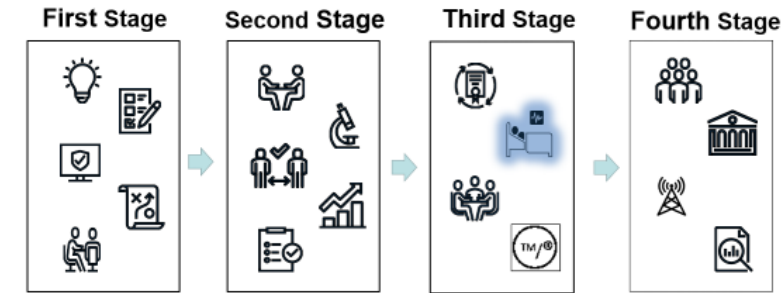 First Stage
Second Stage
Third Stage
Fourth Stage
TM/®